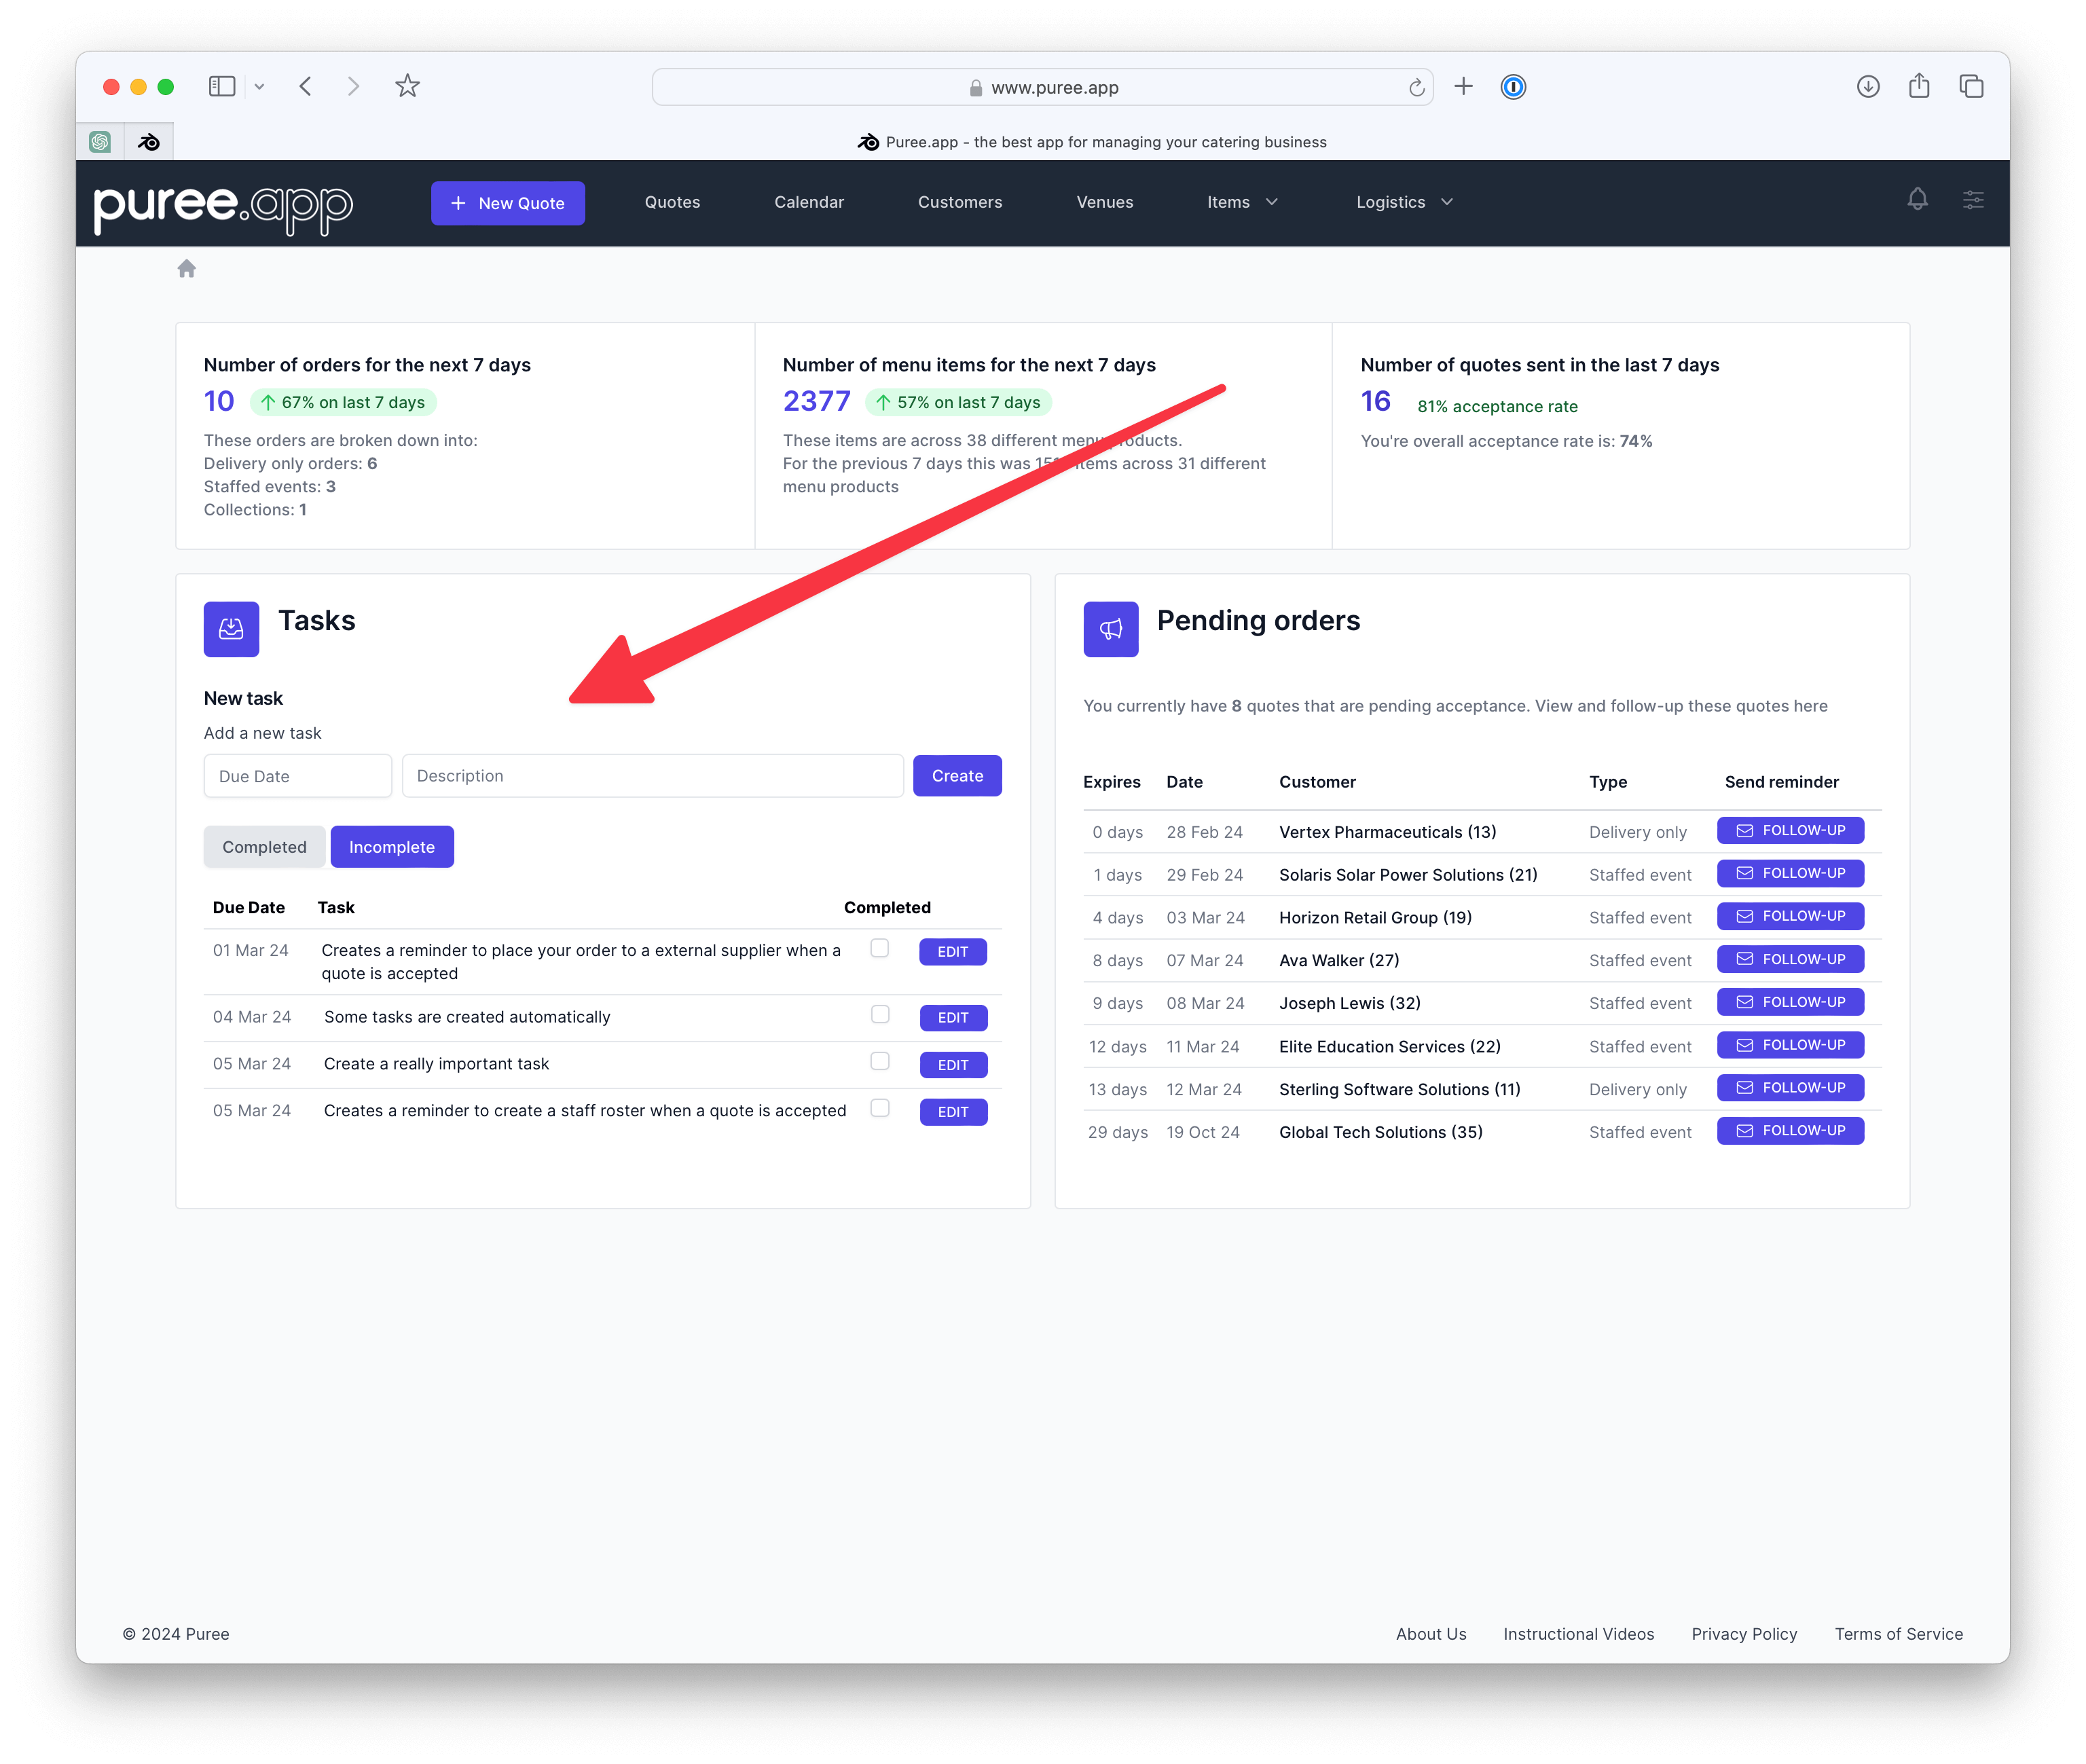 www.puree.app
Puree.app - the best app for managing your catering business
puree.app
New Quote
Quotes
Calendar
Customers
Venues
Items
Logistics
Number of orders for the next 7 days
10 67% on last 7 days
These orders are broken down into:
Delivery only orders: 6
Staffed events: 3
Collections: 1
Number of menu items for the next 7 days
2377 57% on last 7 days
These items are across 38 different menu products.
For the previous 7 days this was items across 31 different
menu products
Number of quotes sent in the last 7 days
16 81% acceptance rate
You're overall acceptance rate is: 74%
Tasks
New task
Add a new task
Due Date Description Create
Completed Incomplete
Due Date Task Completed
01 Mar 24 Creates a reminder to place your order to a external supplier when a EDIT
quote is accepted
04 Mar 24 Some tasks are created automatically EDIT
05 Mar 24 Create a really important task EDIT
05 Mar 24 Creates a reminder to create a staff roster when a quote is accepted EDIT
Pending orders
You currently have 8 quotes that are pending acceptance. View and follow-up these quotes here
Expires Date Customer Type Send reminder
0 days 28 Feb 24 Vertex Pharmaceuticals (13) Delivery only FOLLOW-UP
1 days 29 Feb 24 Solaris Solar Power Solutions (21) Staffed event FOLLOW-UP
4 days 03 Mar 24 Horizon Retail Group (19) Staffed event FOLLOW-UP
8 days 07 Mar 24 Ava Walker (27) Staffed event FOLLOW-UP
9 days 08 Mar 24 Joseph Lewis (32) Staffed event FOLLOW-UP
12 days 11 Mar 24 Elite Education Services (22) Staffed event FOLLOW-UP
13 days 12 Mar 24 Sterling Software Solutions (11) Delivery only FOLLOW-UP
29 days 19 Oct 24 Global Tech Solutions (35) Staffed event FOLLOW-UP
© 2024 Puree
About Us
Instructional Videos
Privacy Policy
Terms of Service